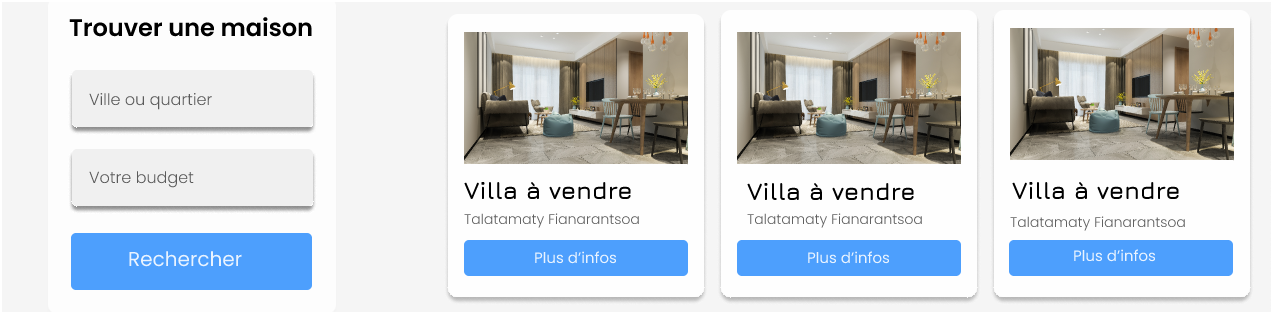 Trouver une maison
Ville ou quartier
Votre budget
Rechercher
Villa à vendre
Talatamaty Fianarantsoa
Plus d'infos
Villa à vendre
Talatamaty Fianarantsoa
Plus d'infos
Villa à vendre
Talatamaty Fianarantsoa
Plus d'infos